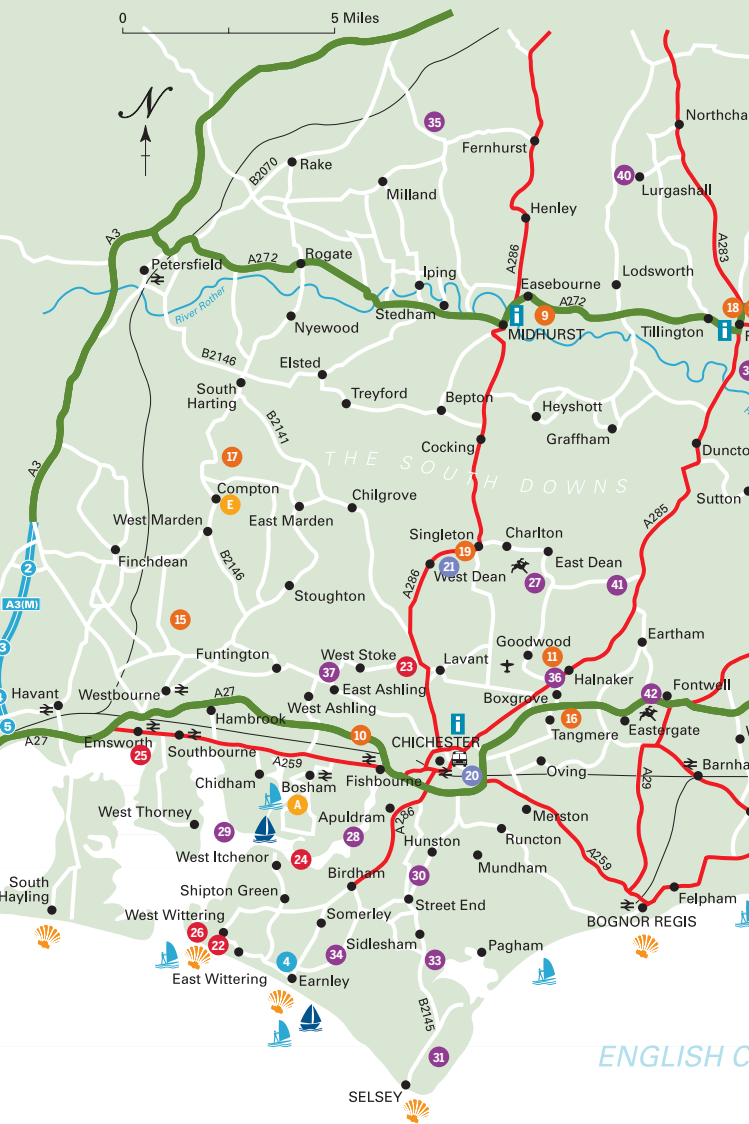 0
5 Miles
N
35
Northcha
Fernhurst
B2070
Rake
Milland
40
Lurgashall
Henley
A3
A286
A283
Petersfield
A272
Rogate
Iping
Easebourne
Lodsworth
A272
River Rother
Stedham
9
18
Nyewood
MIDHURST
Tillington
B2146
Elsted
South
Harting
Treyford
Bepton
Heyshott
B2141
Graffham
Cocking
Duncto
A3
17
THE SOUTH DOWNS
Compton
E
Chilgrove
Sutton
West Marden
East Marden
A285
Finchdean
B2146
Singleton
19
Charlton
East Dean
21
West Dean
2
27
41
A286
A3(M)
Stoughton
15
3
Eartham
Funtington
West Stoke
23
Lavant
Goodwood
11
37
36
Halnaker
Havant
Westbourne
East Ashling
Boxgrove
42
Fontwell
4
A27
West Ashling
5
Hambrook
16
A27
Emsworth
10
CHICHESTER
Tangmere
Eastergate
25
Southbourne
A259
Fishbourne
20
Oving
Barnha
Chidham
Bosham
A29
A
West Thorney
Apuldram
A286
Merston
29
28
Hunston
Runcton
West Itchenor
24
Mundham
A259
South
Hayling
Shipton Green
Birdham
30
Felpham
Street End
West Wittering
Somerley
BOGNOR REGIS
26
22
Sidlesham
34
33
Pagham
East Wittering
4
Earnley
B2145
31
ENGLISH C
SELSEY